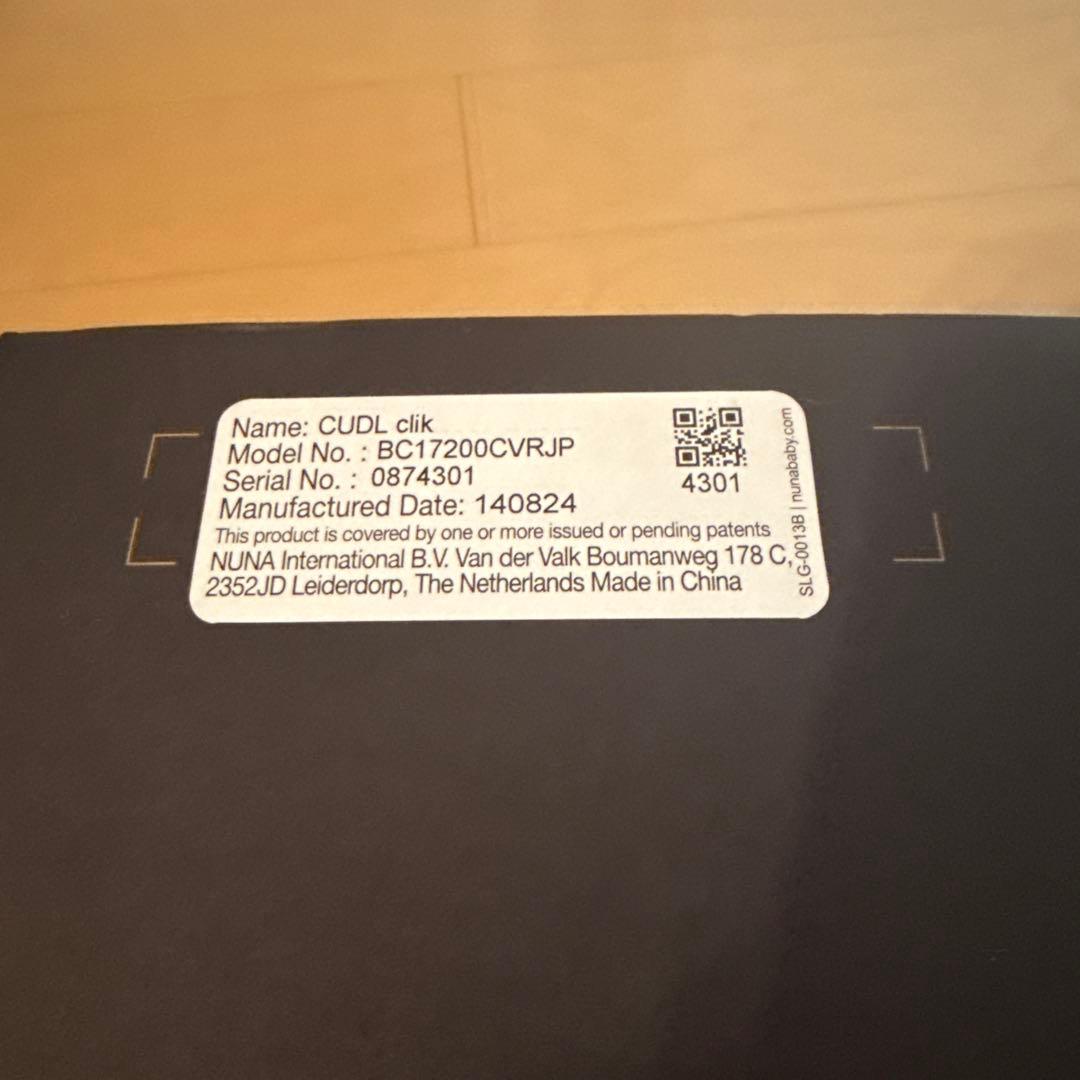 Name: CUDL clik
Model No. : BC17200CVRJP
Serial No. : 0874301
Manufactured Date: 140824
This product is covered by one or more issued or pending patents
NUNA International B.V. Van der Valk Boumanweg 178 C,
2352JD Leiderdorp, The Netherlands Made in China
4301
SLG-0013B | nunababy.com